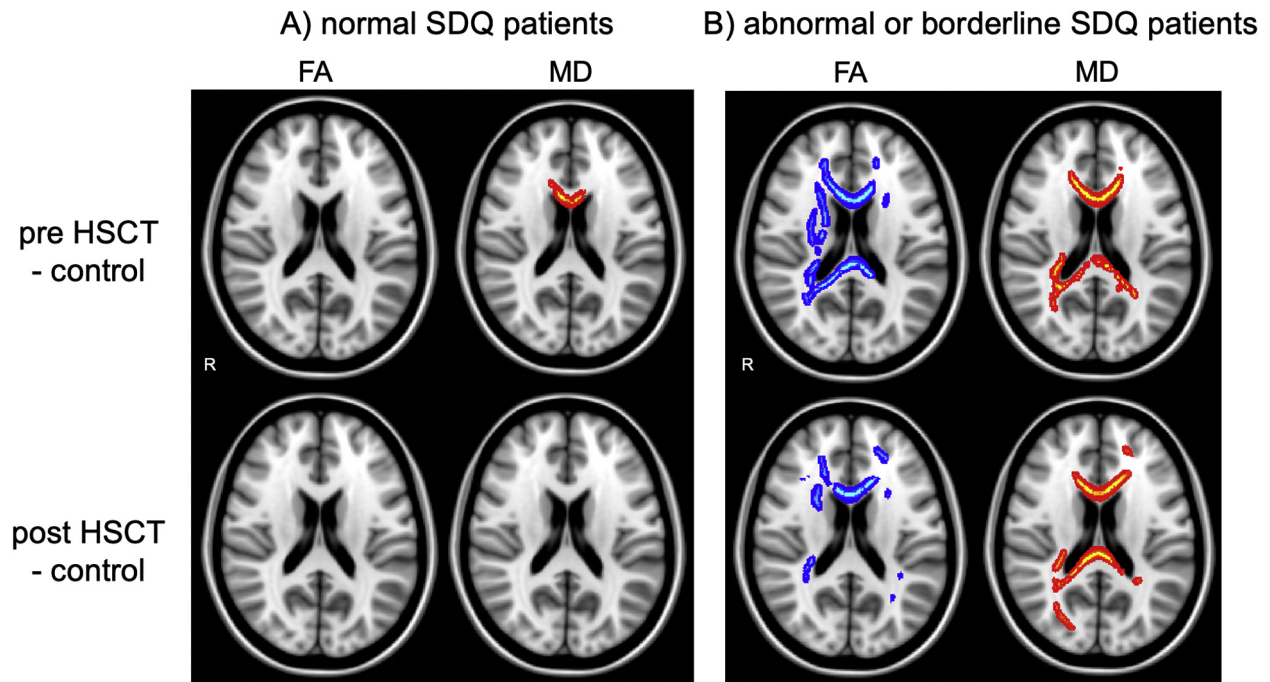 A) normal SDQ patients
B) abnormal or borderline SDQ patients
FA
MD
FA
MD
pre HSCT
- control
R
R
post HSCT
- control